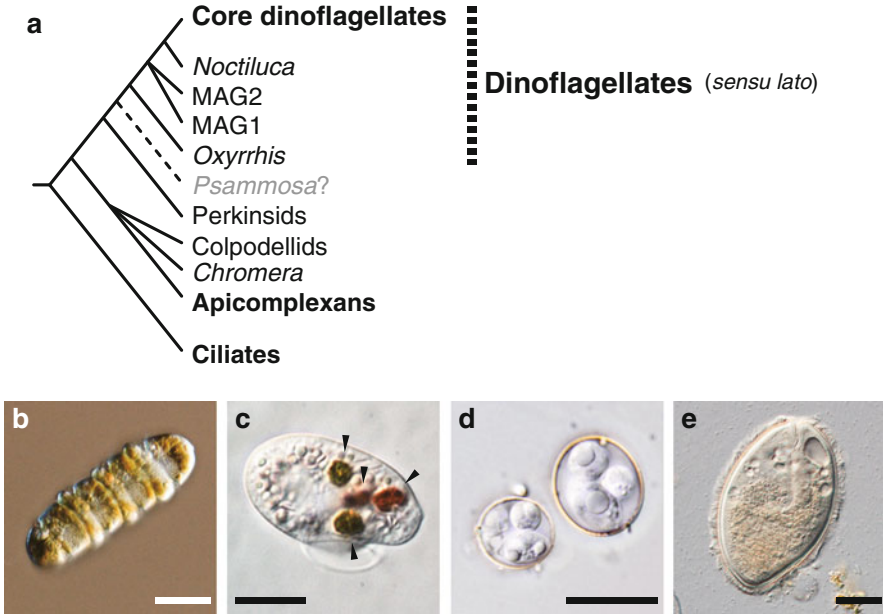 a
Core dinoflagellates
Noctiluca
MAG2
MAG1
Oxyrrhis
Psammosa?
Perkinsids
Colpodellids
Chromera
Apicomplexans
Ciliates
Dinoflagellates (sensu lato)
b
c
d
e